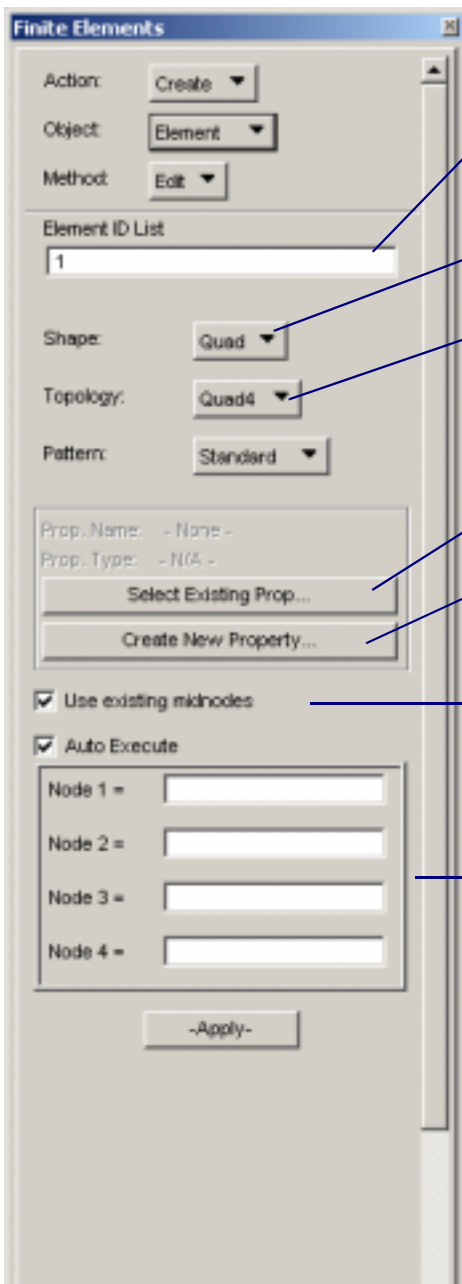 Finite Elements
Action: Create
Object: Element
Method: Edit
Element ID List
1
Shape: Quad
Topology: Quad4
Pattern: Standard
Prop. Name: - None -
Prop. Type: - N/A -
Select Existing Prop...
Create New Property...
Use existing midnodes
Auto Execute
Node 1 =
Node 2 =
Node 3 =
Node 4 =
-Apply-